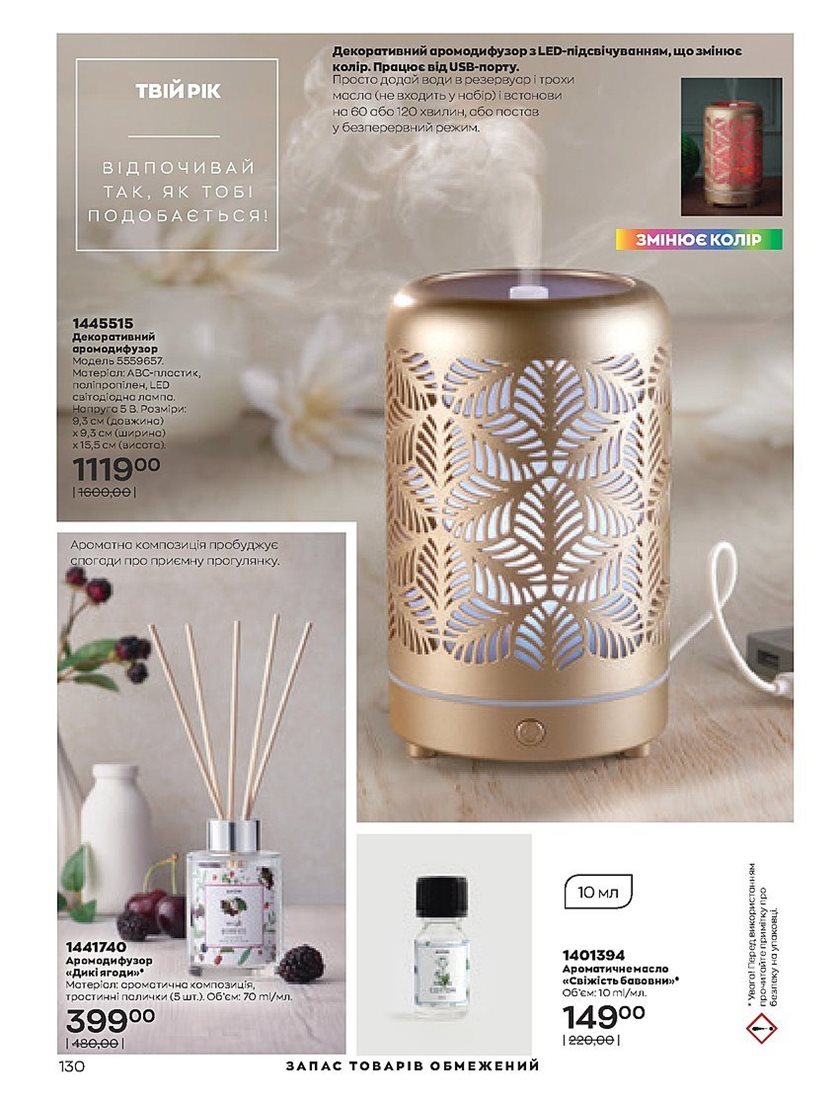 Декоративний аромодифузор з LED-підсвічуванням, що змінює
колір. Працює від USB-порту.
Просто додай води в резервуар і трохи
масла (не входить у набір) і встанови
на 60 або 120 хвилин, або постав
у безперервний режим.
ТВІЙ РІК
ВІДПОЧИВАЙ
ТАК, ЯК ТОБІ
ПОДОБАЄТЬСЯ!
ЗМІНЮЄ КОЛІР
1445515
Декоративний
аромодифузор
Модель 5559657.
Матеріал: АВС-пластик,
поліпропілен, LED
світлодіодна лампа.
Напруга 5 В. Розміри:
9,3 см (довжина)
х 9,3 см (ширина)
х 15,5 см (висота).
111900
|1600,00|
Ароматна композиція пробуджує
спогади про приємну прогулянку.
1441740
Аромодифузор
«Дикі ягоди»*
Матеріал: ароматична композиція,
тростинні палички (5 шт.). Об'єм: 70 ml/мл.
39900
|480,00|
10 мл
1401394
Ароматичне масло
«Свіжість бавовни»*
Об'єм: 10 ml/мл.
14900
|220,00|
* Увага! Перед використанням
прочитайте примітку про
безпеку на упаковці.
130
ЗАПАС ТОВАРІВ ОБМЕЖЕНИЙ